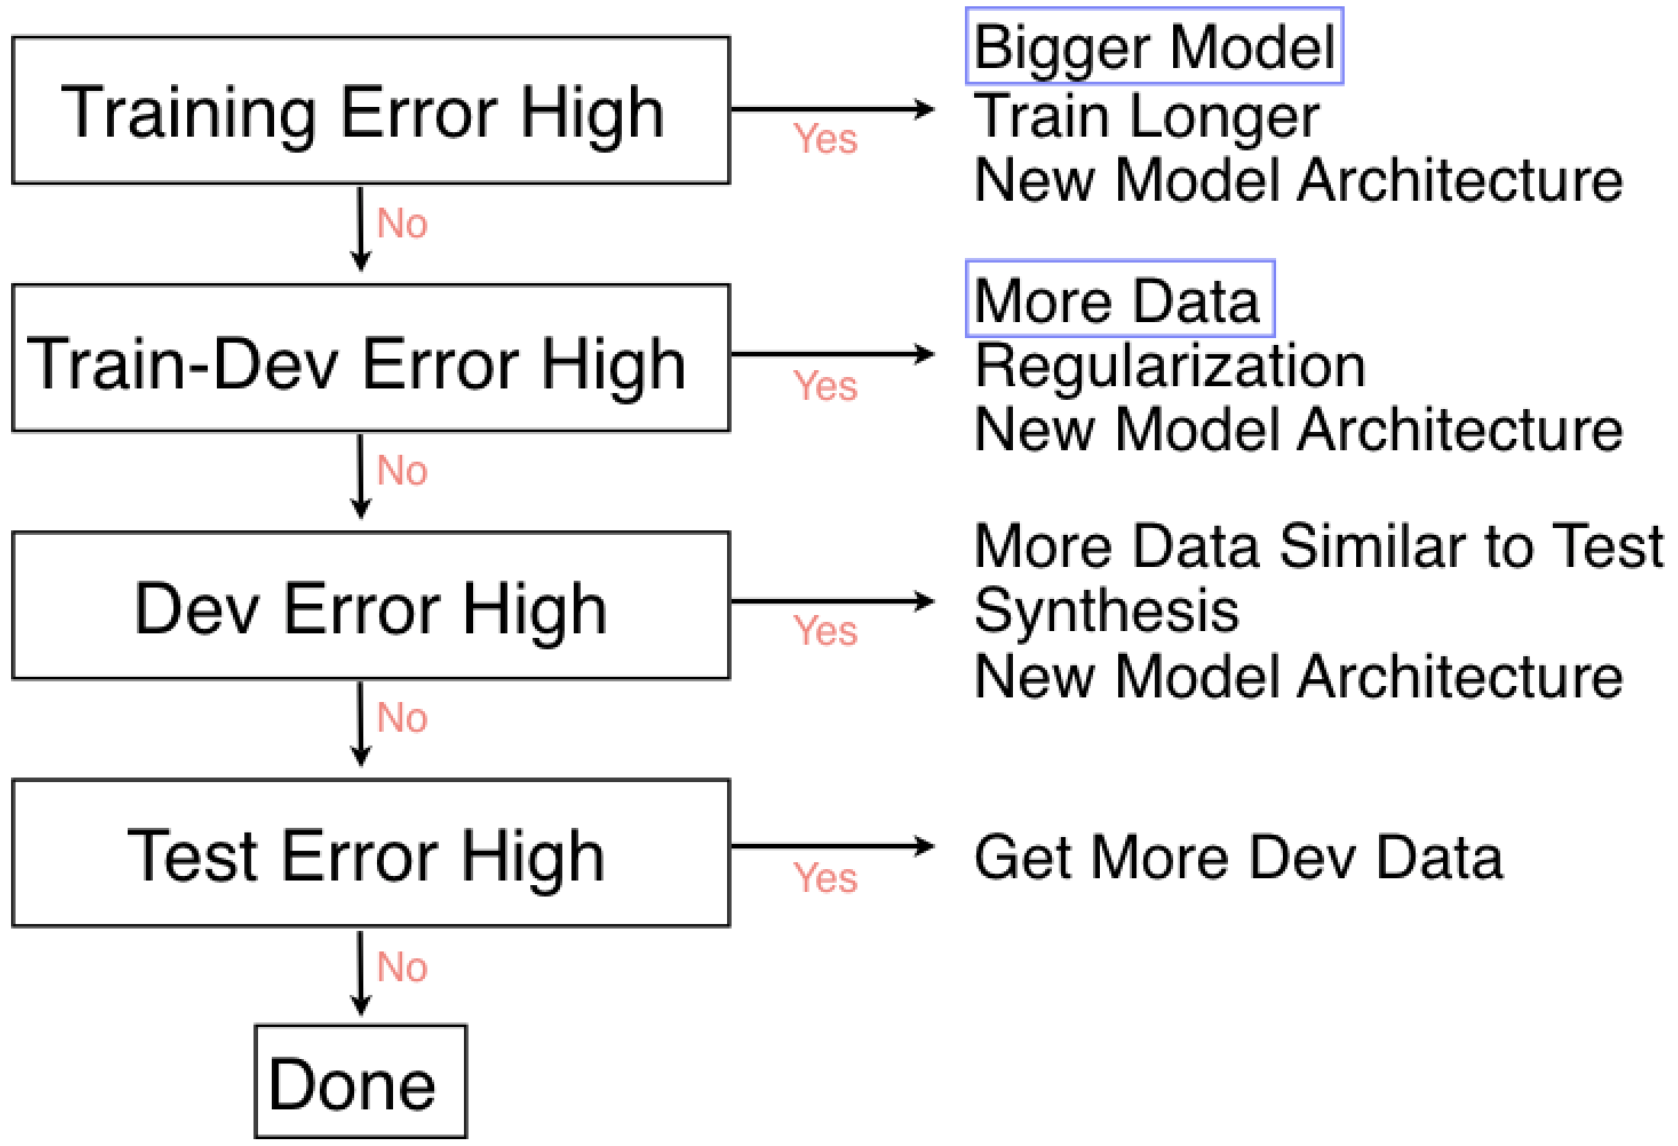 Training Error High
Yes
Bigger Model
Train Longer
New Model Architecture
No
Train-Dev Error High
Yes
More Data
Regularization
New Model Architecture
No
Dev Error High
Yes
More Data Similar to Test
Synthesis
New Model Architecture
No
Test Error High
Yes
Get More Dev Data
No
Done